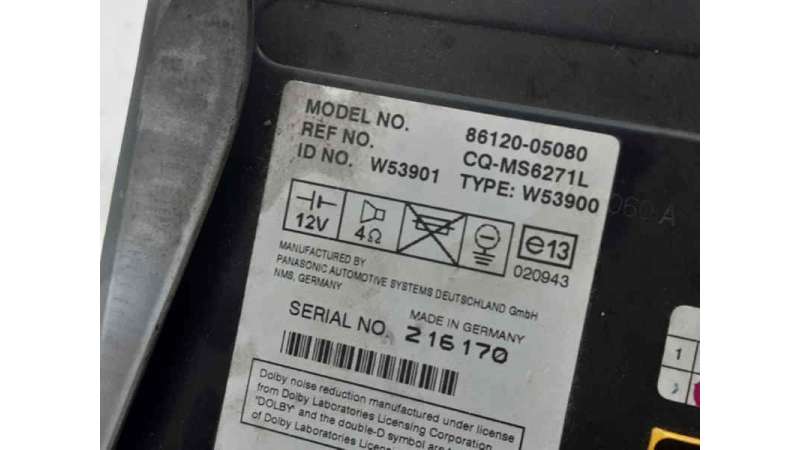 MODEL NO. 86120-05080
REF NO. CQ-MS6271L
ID NO. W53901 TYPE: W53900
060 A
12V 4Ω e13
020943
MANUFACTURED BY
PANASONIC AUTOMOTIVE SYSTEMS DEUTSCHLAND GmbH
NMS, GERMANY
MADE IN GERMANY
SERIAL NO. 216170
Dolby noise reduction manufactured under license
from Dolby Laboratories Licensing Corporation
"DOLBY" and the double-D symbol are
of Dolby Laboratories
1